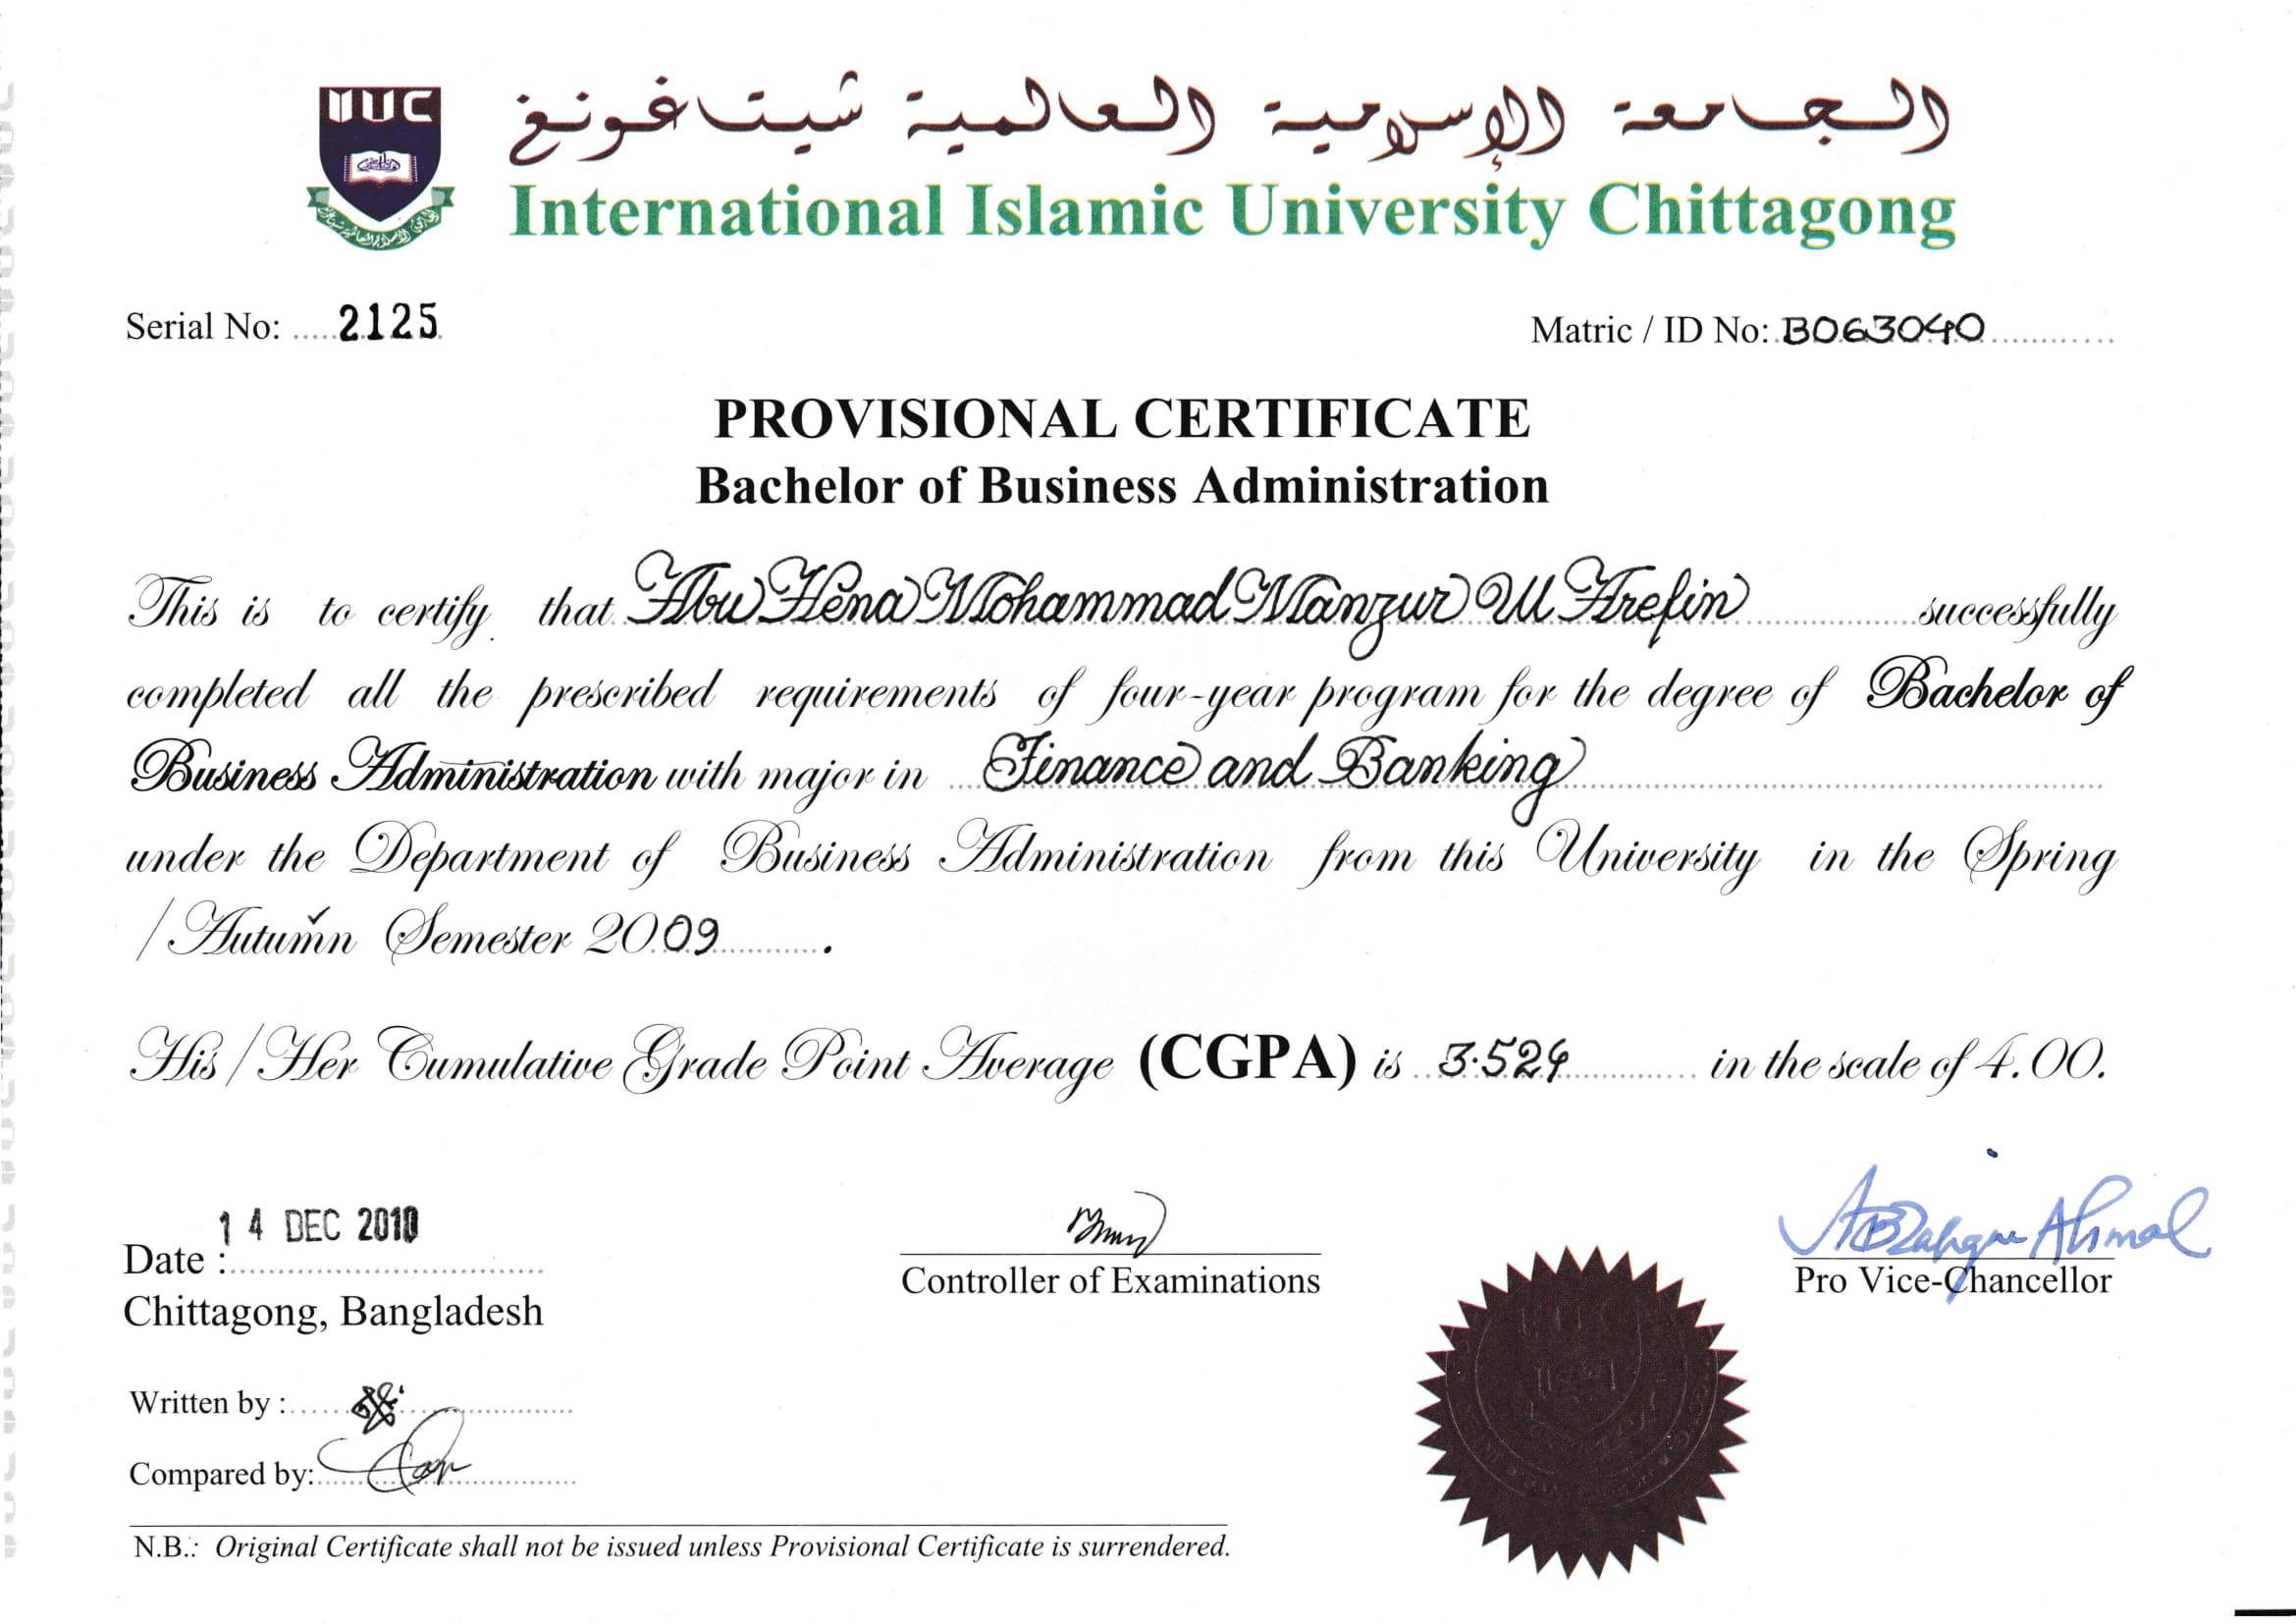 IIUC
الجامعة الإسلامية العالمية شيتاغونغ
International Islamic University Chittagong
Serial No: .....2125
Matric / ID No: B063040
PROVISIONAL CERTIFICATE
Bachelor of Business Administration
This is to certify that Abu Hena Mohammad Manzur Ul Arefin successfully
completed all the prescribed requirements of four-year program for the degree of Bachelor of
Business Administration with major in Finance and Banking
under the Department of Business Administration from this University in the Spring
/ Autumn Semester 2009 .
His / Her Cumulative Grade Point Average (CGPA) is 3.524 in the scale of 4.00.
14 DEC 2010
Date :
Chittagong, Bangladesh
Controller of Examinations
Pro Vice-Chancellor
Written by :
Compared by:
N.B.: Original Certificate shall not be issued unless Provisional Certificate is surrendered.